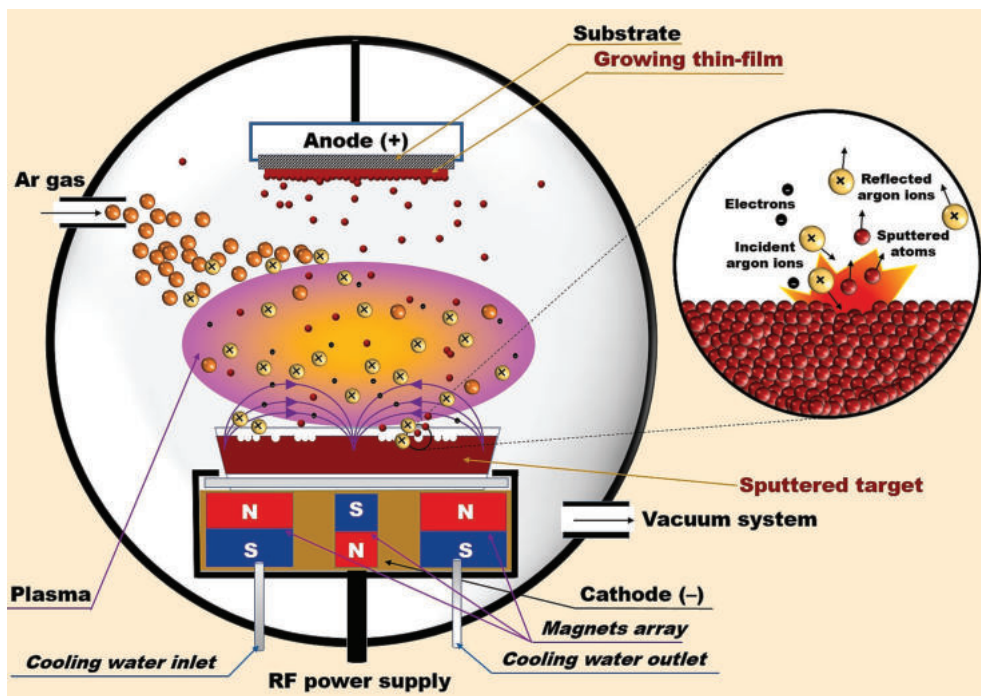 Substrate
Growing thin-film
Anode (+)
Ar gas
Electrons
Reflected
argon ions
Incident
argon ions
Sputtered
atoms
N
S
N
S
N
S
Sputtered target
Vacuum system
Plasma
Cathode (–)
Magnets array
Cooling water inlet
Cooling water outlet
RF power supply